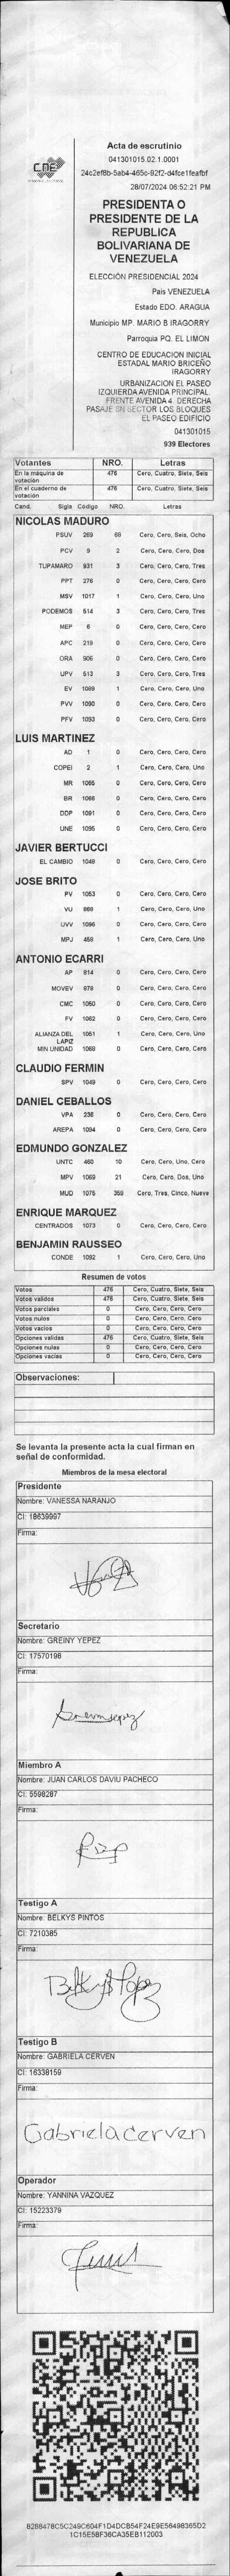 CNE
Acta de escrutinio
041301015.02.1.0001
24c2ef8b-5ab4-465c-92f2-d4fce1feafbf
28/07/2024 06:52:21 PM
PRESIDENTA O
PRESIDENTE DE LA
REPUBLICA
BOLIVARIANA DE
VENEZUELA
ELECCIÓN PRESIDENCIAL 2024
Pais VENEZUELA
Estado EDO. ARAGUA
Municipio MP. MARIO B IRAGORRY
Parroquia PQ. EL LIMON
CENTRO DE EDUCACION INICIAL
ESTADAL MARIO BRICEÑO
IRAGORRY
URBANIZACION EL PASEO
IZQUIERDA AVENIDA PRINCIPAL.
FRENTE AVENIDA 4. DERECHA
PASAJE SN SECTOR LOS BLOQUES
EL PASEO EDIFICIO
041301015
939 Electores
Votantes NRO. Letras
En la máquina de votación 476 Cero, Cuatro, Siete, Seis
En el cuaderno de votación 476 Cero, Cuatro, Siete, Seis
Cand. Sigla Código NRO. Letras
NICOLAS MADURO
PSUV 269 68 Cero, Cero, Seis, Ocho
PCV 9 2 Cero, Cero, Cero, Dos
TUPAMARO 931 3 Cero, Cero, Cero, Tres
PPT 276 0 Cero, Cero, Cero, Cero
MSV 1017 1 Cero, Cero, Cero, Uno
PODEMOS 514 3 Cero, Cero, Cero, Tres
MEP 6 0 Cero, Cero, Cero, Cero
APC 219 0 Cero, Cero, Cero, Cero
ORA 906 0 Cero, Cero, Cero, Cero
UPV 513 3 Cero, Cero, Cero, Tres
EV 1089 1 Cero, Cero, Cero, Uno
PVV 1090 0 Cero, Cero, Cero, Cero
PFV 1093 0 Cero, Cero, Cero, Cero
LUIS MARTINEZ
AD 1 0 Cero, Cero, Cero, Cero
COPEI 2 1 Cero, Cero, Cero, Uno
MR 1065 0 Cero, Cero, Cero, Cero
BR 1066 0 Cero, Cero, Cero, Cero
DDP 1091 0 Cero, Cero, Cero, Cero
UNE 1095 0 Cero, Cero, Cero, Cero
JAVIER BERTUCCI
EL CAMBIO 1048 0 Cero, Cero, Cero, Cero
JOSE BRITO
PV 1053 0 Cero, Cero, Cero, Cero
VU 868 1 Cero, Cero, Cero, Uno
UVV 1096 0 Cero, Cero, Cero, Cero
MPJ 458 1 Cero, Cero, Cero, Uno
ANTONIO ECARRI
AP 814 0 Cero, Cero, Cero, Cero
MOVEV 978 0 Cero, Cero, Cero, Cero
CMC 1050 0 Cero, Cero, Cero, Cero
FV 1062 0 Cero, Cero, Cero, Cero
ALIANZA DEL LAPIZ 1051 1 Cero, Cero, Cero, Uno
MIN UNIDAD 1068 0 Cero, Cero, Cero, Cero
CLAUDIO FERMIN
SPV 1049 0 Cero, Cero, Cero, Cero
DANIEL CEBALLOS
VPA 236 0 Cero, Cero, Cero, Cero
AREPA 1094 0 Cero, Cero, Cero, Cero
EDMUNDO GONZALEZ
UNTC 460 10 Cero, Cero, Uno, Cero
MPV 1069 21 Cero, Cero, Dos, Uno
MUD 1076 359 Cero, Tres, Cinco, Nueve
ENRIQUE MARQUEZ
CENTRADOS 1073 0 Cero, Cero, Cero, Cero
BENJAMIN RAUSSEO
CONDE 1092 1 Cero, Cero, Cero, Uno
Resumen de votos
Votos 476 Cero, Cuatro, Siete, Seis
Votos validos 476 Cero, Cuatro, Siete, Seis
Votos parciales 0 Cero, Cero, Cero, Cero
Votos nulos 0 Cero, Cero, Cero, Cero
Votos vacios 0 Cero, Cero, Cero, Cero
Opciones validas 476 Cero, Cuatro, Siete, Seis
Opciones nulas 0 Cero, Cero, Cero, Cero
Opciones vacias 0 Cero, Cero, Cero, Cero
Observaciones:
Se levanta la presente acta la cual firman en
señal de conformidad.
Miembros de la mesa electoral
Presidente
Nombre: VANESSA NARANJO
CI: 18639997
Firma:
Secretario
Nombre: GREINY YEPEZ
CI: 17570198
Firma:
Miembro A
Nombre: JUAN CARLOS DAVIU PACHECO
CI: 5598287
Firma:
Testigo A
Nombre: BELKYS PINTOS
CI: 7210385
Firma:
Testigo B
Nombre: GABRIELA CERVEN
CI: 16338159
Firma:
Gabriela Cerven
Operador
Nombre: YANNINA VAZQUEZ
CI: 15223379
Firma: